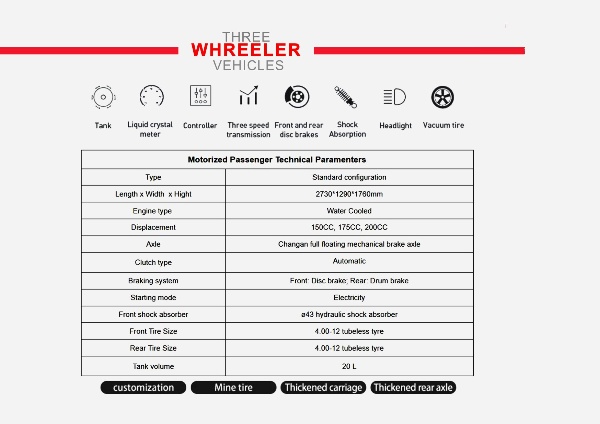 THREE
WHREELER
VEHICLES
Tank
Liquid crystal meter
Controller
Three speed transmission
Front and rear disc brakes
Shock Absorption
Headlight
Vacuum tire
Motorized Passenger Technical Paramenters
Type Standard configuration
Length x Width x Hight 2730*1290*1760mm
Engine type Water Cooled
Displacement 150CC, 175CC, 200CC
Axle Changan full floating mechanical brake axle
Clutch type Automatic
Braking system Front: Disc brake; Rear: Drum brake
Starting mode Electricity
Front shock absorber ø43 hydraulic shock absorber
Front Tire Size 4.00-12 tubeless tyre
Rear Tire Size 4.00-12 tubeless tyre
Tank volume 20 L
customization Mine tire Thickened carriage Thickened rear axle